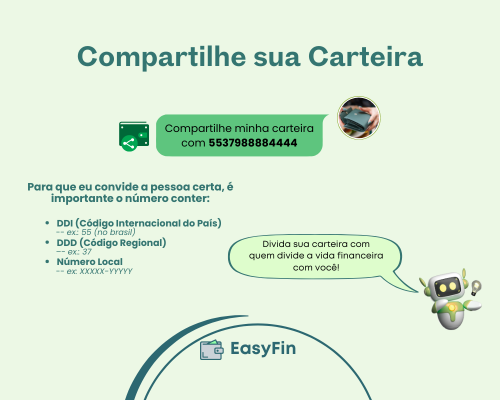 Compartilhe sua Carteira
Compartilhe minha carteira
com 5537988884444
Para que eu convide a pessoa certa, é
importante o número conter:
• DDI (Código Internacional do País)
-- ex.: 55 (no brasil)
• DDD (Código Regional)
-- ex.: 37
• Número Local
-- ex: XXXXX-YYYYY
Divida sua carteira com
quem divide a vida financeira
com você!
EasyFin